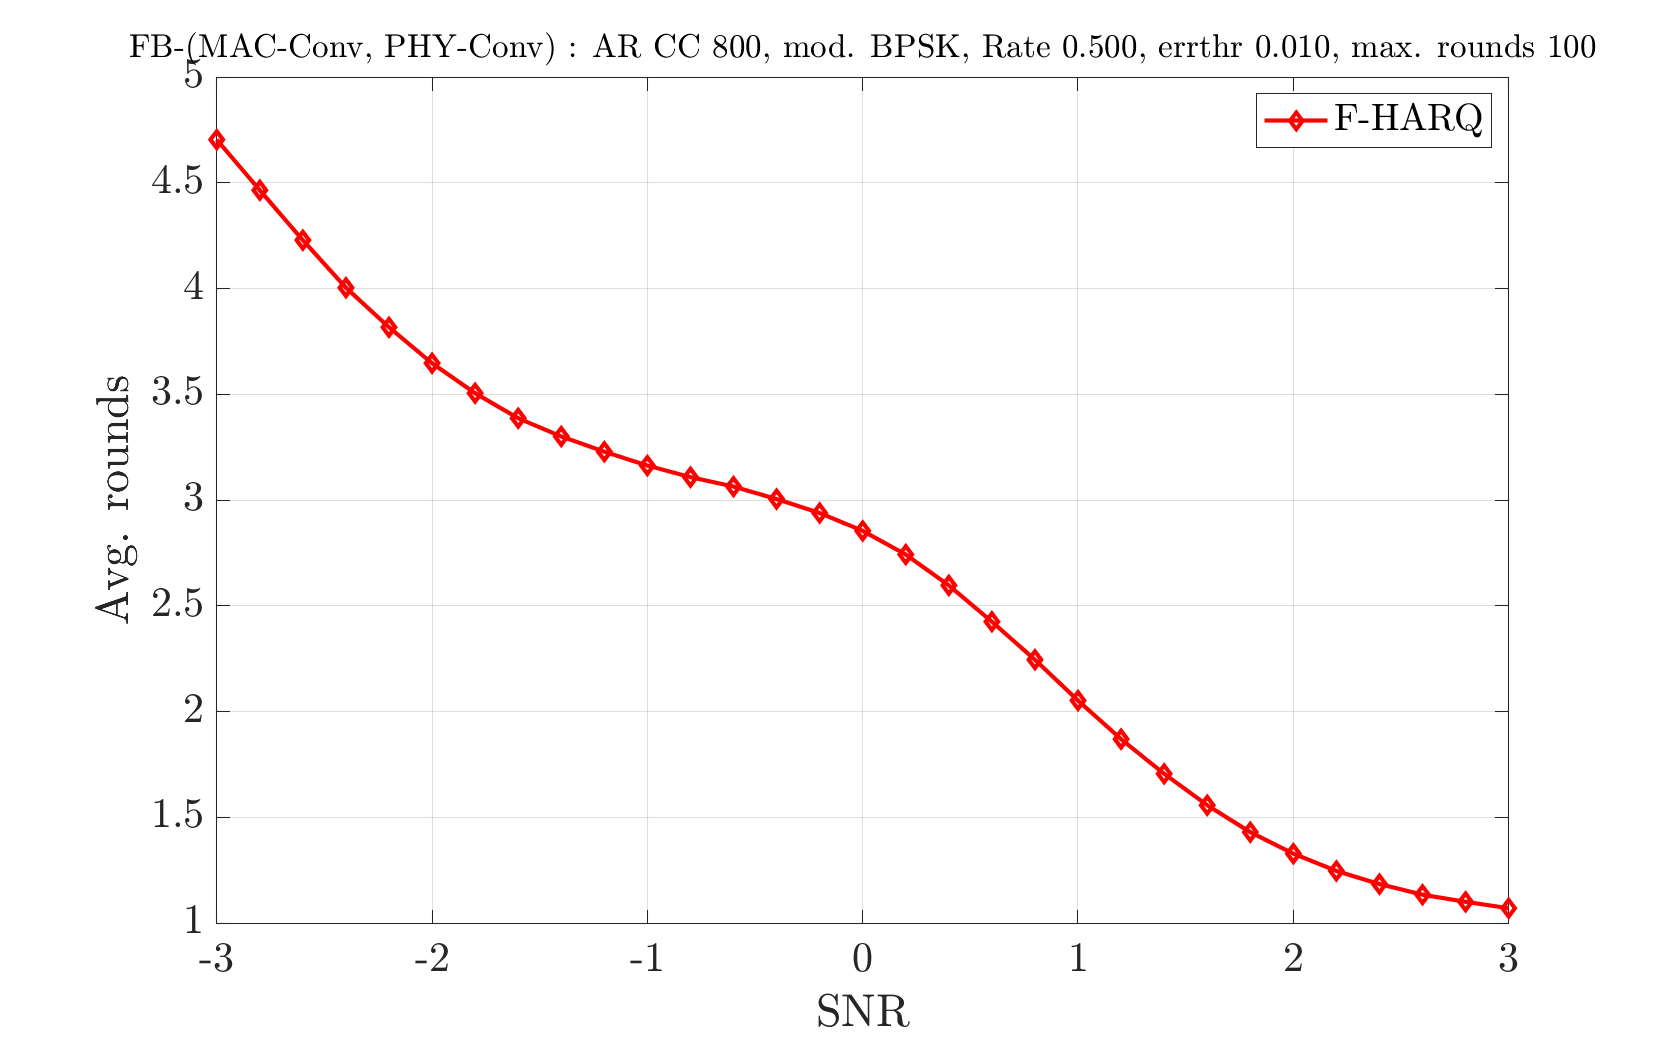 FB-(MAC-Conv, PHY-Conv) : AR CC 800, mod. BPSK, Rate 0.500, errthr 0.010, max. rounds 100
F-HARQ
5
4.5
4
3.5
3
2.5
2
1.5
1
Avg. rounds
-3 -2 -1 0 1 2 3
SNR